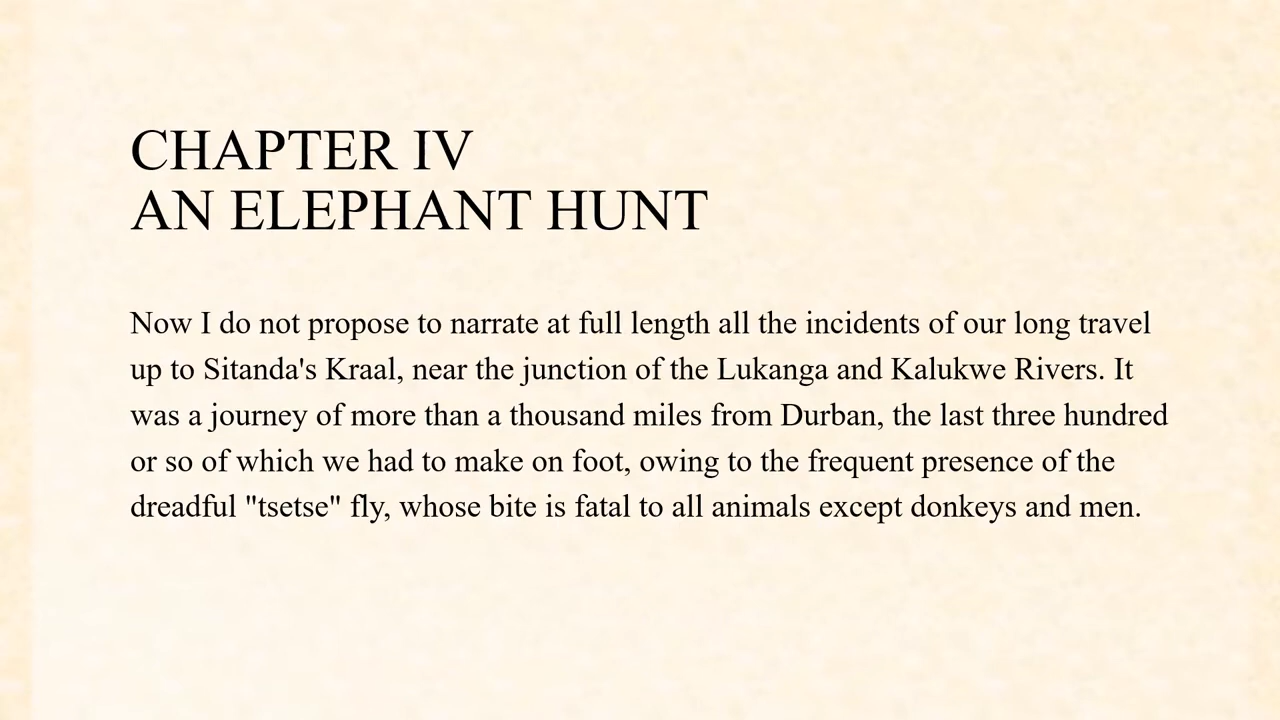 CHAPTER IV
AN ELEPHANT HUNT
Now I do not propose to narrate at full length all the incidents of our long travel
up to Sitanda's Kraal, near the junction of the Lukanga and Kalukwe Rivers. It
was a journey of more than a thousand miles from Durban, the last three hundred
or so of which we had to make on foot, owing to the frequent presence of the
dreadful "tsetse" fly, whose bite is fatal to all animals except donkeys and men.